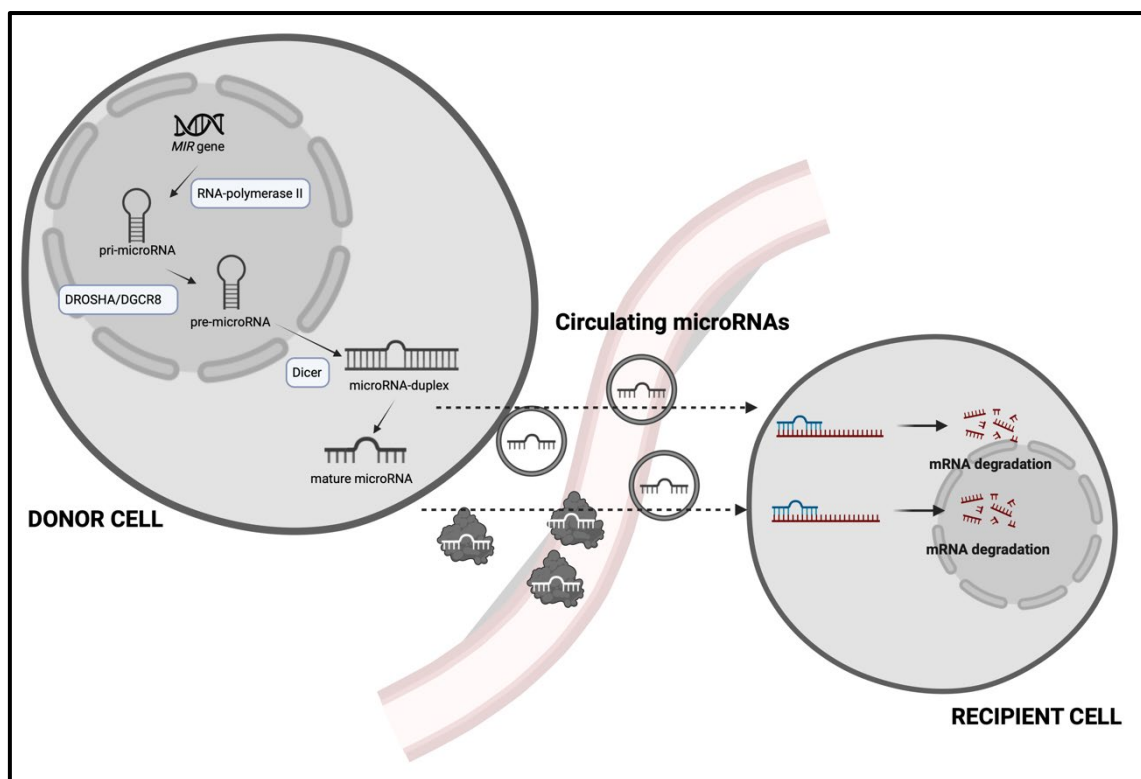 MIR gene
RNA-polymerase II
pri-microRNA
DROSHA/DGCR8
pre-microRNA
Dicer
microRNA-duplex
mature microRNA
DONOR CELL
Circulating microRNAs
mRNA degradation
mRNA degradation
RECIPIENT CELL